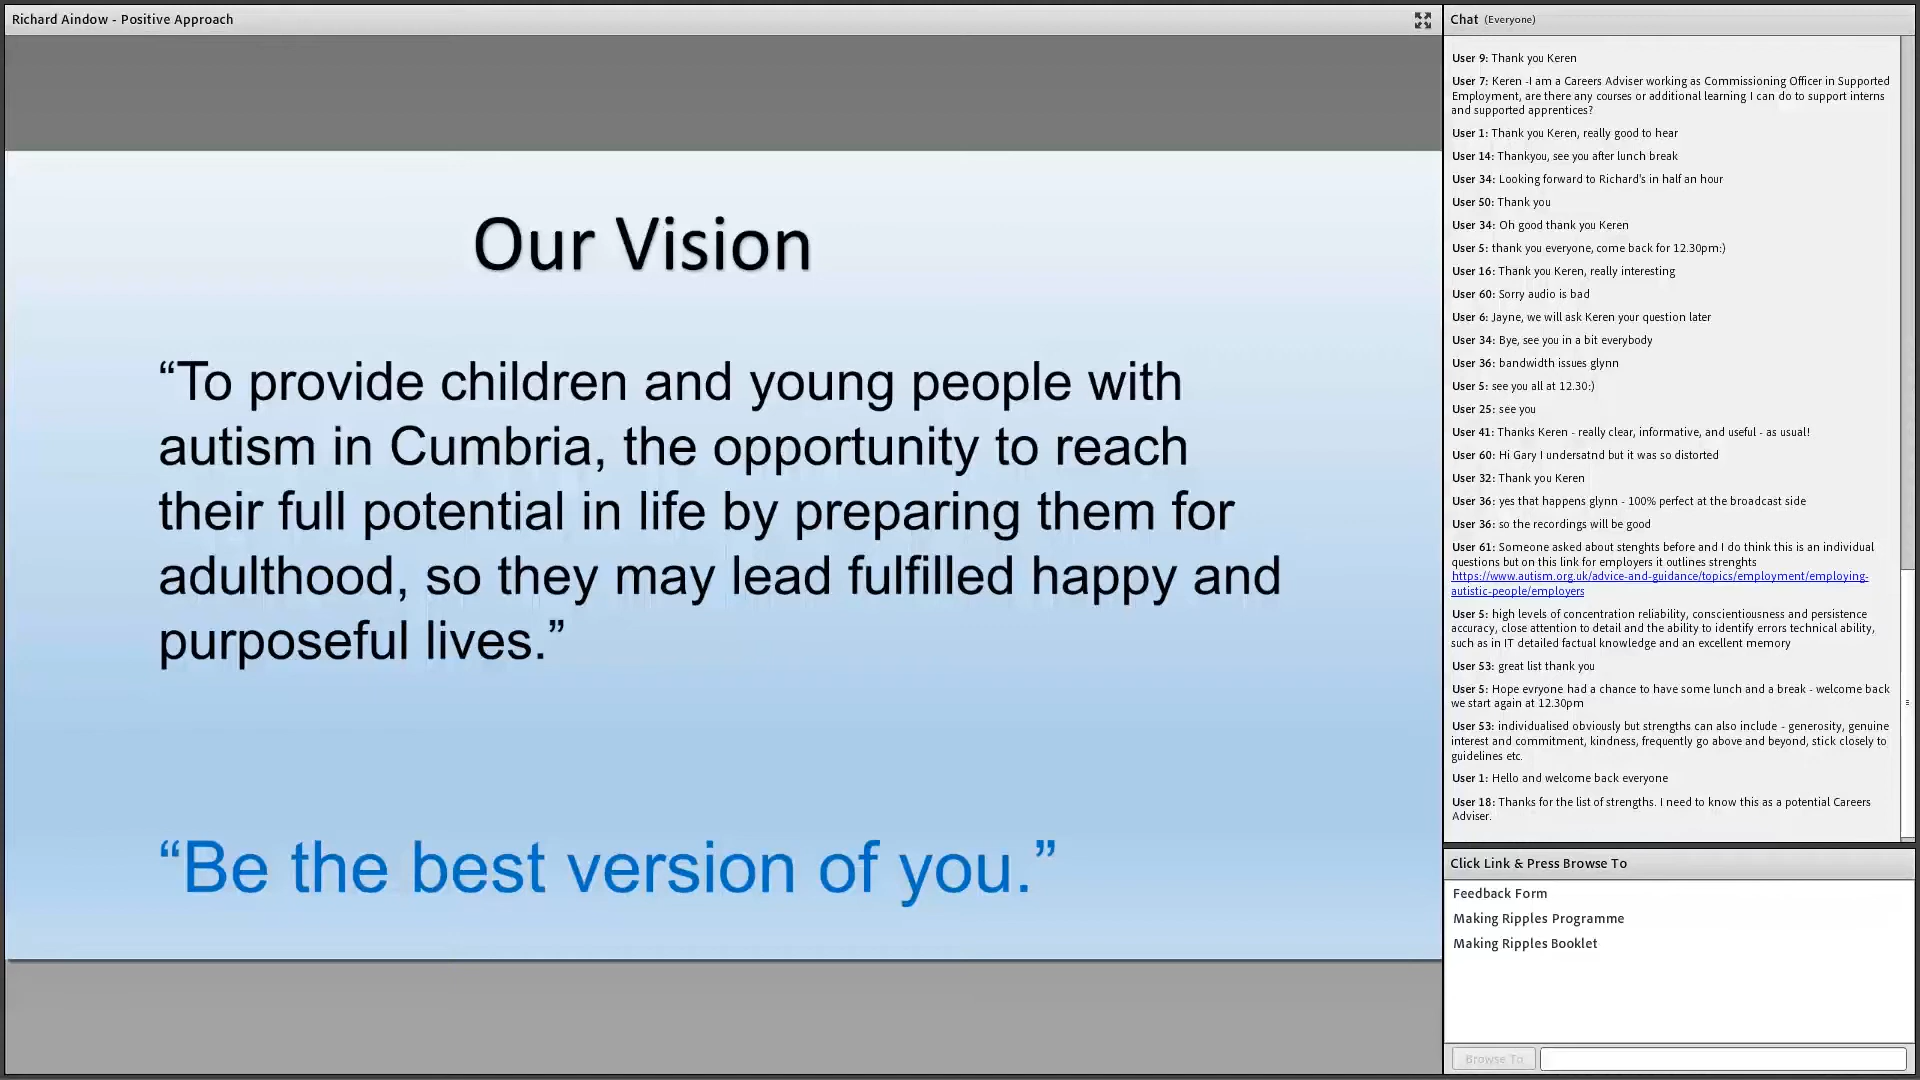 Richard Aindow - Positive Approach
Our Vision
“To provide children and young people with
autism in Cumbria, the opportunity to reach
their full potential in life by preparing them for
adulthood, so they may lead fulfilled happy and
purposeful lives.”
“Be the best version of you.”
Chat (Everyone)
User 9: Thank you Keren
User 7: Keren -I am a Careers Adviser working as Commissioning Officer in Supported
Employment, are there any courses or additional learning I can do to support interns
and supported apprentices?
User 1: Thank you Keren, really good to hear
User 14: Thankyou, see you after lunch break
User 34: Looking forward to Richard's in half an hour
User 50: Thank you
User 34: Oh good thank you Keren
User 5: thank you everyone, come back for 12.30pm:)
User 16: Thank you Keren, really interesting
User 60: Sorry audio is bad
User 6: Jayne, we will ask Keren your question later
User 34: Bye, see you in a bit everybody
User 36: bandwidth issues glynn
User 5: see you all at 12.30:)
User 25: see you
User 41: Thanks Keren - really clear, informative, and useful - as usual!
User 60: Hi Gary I undersatnd but it was so distorted
User 32: Thank you Keren
User 36: yes that happens glynn - 100% perfect at the broadcast side
User 36: so the recordings will be good
User 61: Someone asked about stenghts before and I do think this is an individual
questions but on this link for employers it outlines strenghts
https://www.autism.org.uk/advice-and-guidance/topics/employment/employing-
autistic-people/employers
User 5: high levels of concentration reliability, conscientiousness and persistence
accuracy, close attention to detail and the ability to identify errors technical ability,
such as in IT detailed factual knowledge and an excellent memory
User 53: great list thank you
User 5: Hope evryone had a chance to have some lunch and a break - welcome back
we start again at 12.30pm
User 53: individualised obviously but strengths can also include - generosity, genuine
interest and commitment, kindness, frequently go above and beyond, stick closely to
guidelines etc.
User 1: Hello and welcome back everyone
User 18: Thanks for the list of strengths. I need to know this as a potential Careers
Adviser.
Click Link & Press Browse To
Feedback Form
Making Ripples Programme
Making Ripples Booklet
Browse To